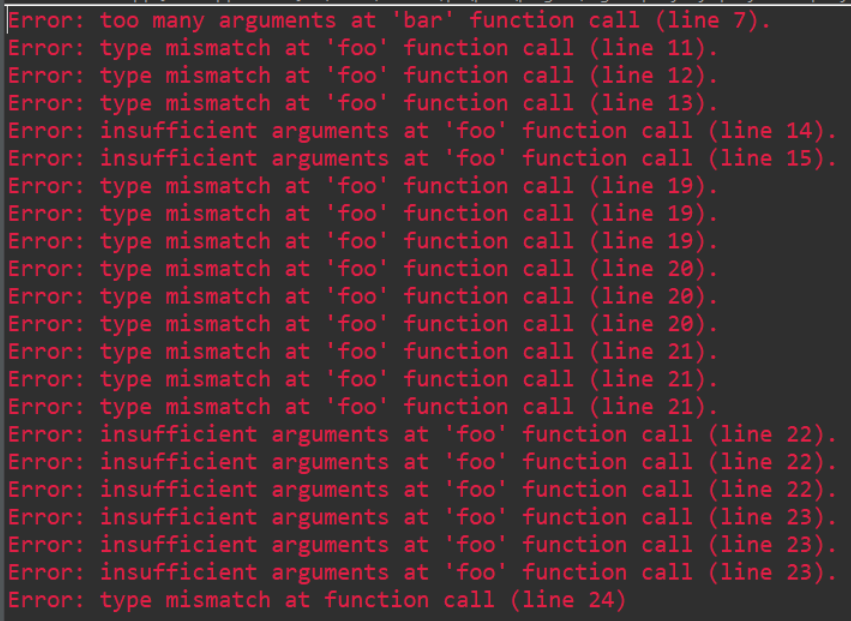 Error: too many arguments at 'bar' function call (line 7).
Error: type mismatch at 'foo' function call (line 11).
Error: type mismatch at 'foo' function call (line 12).
Error: type mismatch at 'foo' function call (line 13).
Error: insufficient arguments at 'foo' function call (line 14).
Error: insufficient arguments at 'foo' function call (line 15).
Error: type mismatch at 'foo' function call (line 19).
Error: type mismatch at 'foo' function call (line 19).
Error: type mismatch at 'foo' function call (line 19).
Error: type mismatch at 'foo' function call (line 20).
Error: type mismatch at 'foo' function call (line 20).
Error: type mismatch at 'foo' function call (line 20).
Error: type mismatch at 'foo' function call (line 21).
Error: type mismatch at 'foo' function call (line 21).
Error: type mismatch at 'foo' function call (line 21).
Error: insufficient arguments at 'foo' function call (line 22).
Error: insufficient arguments at 'foo' function call (line 22).
Error: insufficient arguments at 'foo' function call (line 22).
Error: insufficient arguments at 'foo' function call (line 23).
Error: insufficient arguments at 'foo' function call (line 23).
Error: insufficient arguments at 'foo' function call (line 23).
Error: type mismatch at function call (line 24)